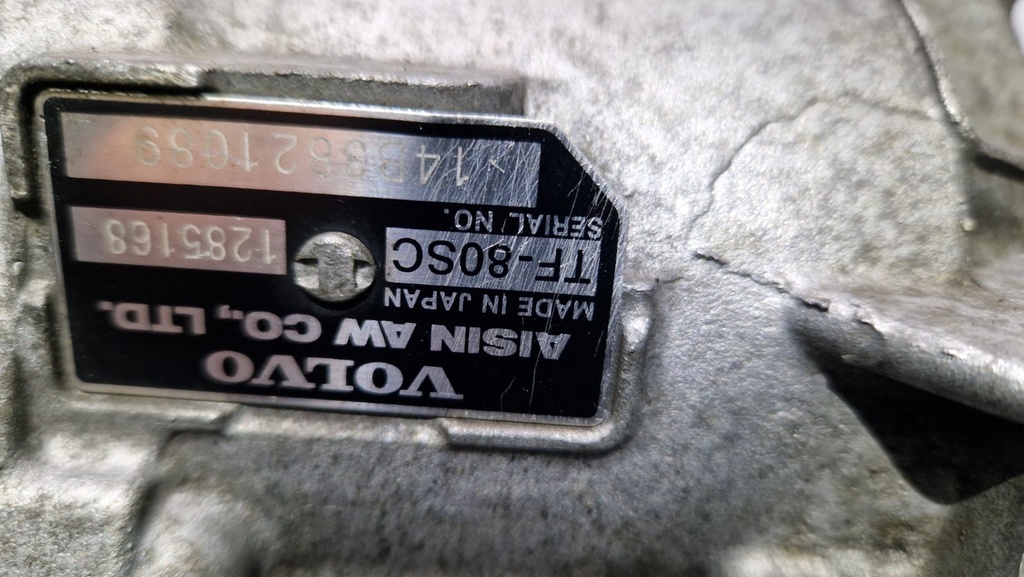 VOLVO
AISIN AW CO., LTD.
MADE IN JAPAN
TF-80SC
1285168
SERIAL NO.